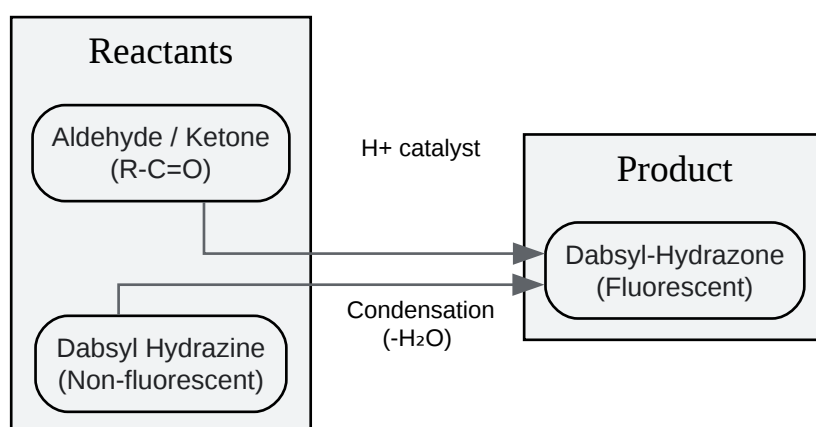 Reactants
Aldehyde / Ketone
(R-C=O)
H+ catalyst
Product
Dabsyl-Hydrazone
(Fluorescent)
Condensation
(-H₂O)
Dabsyl Hydrazine
(Non-fluorescent)